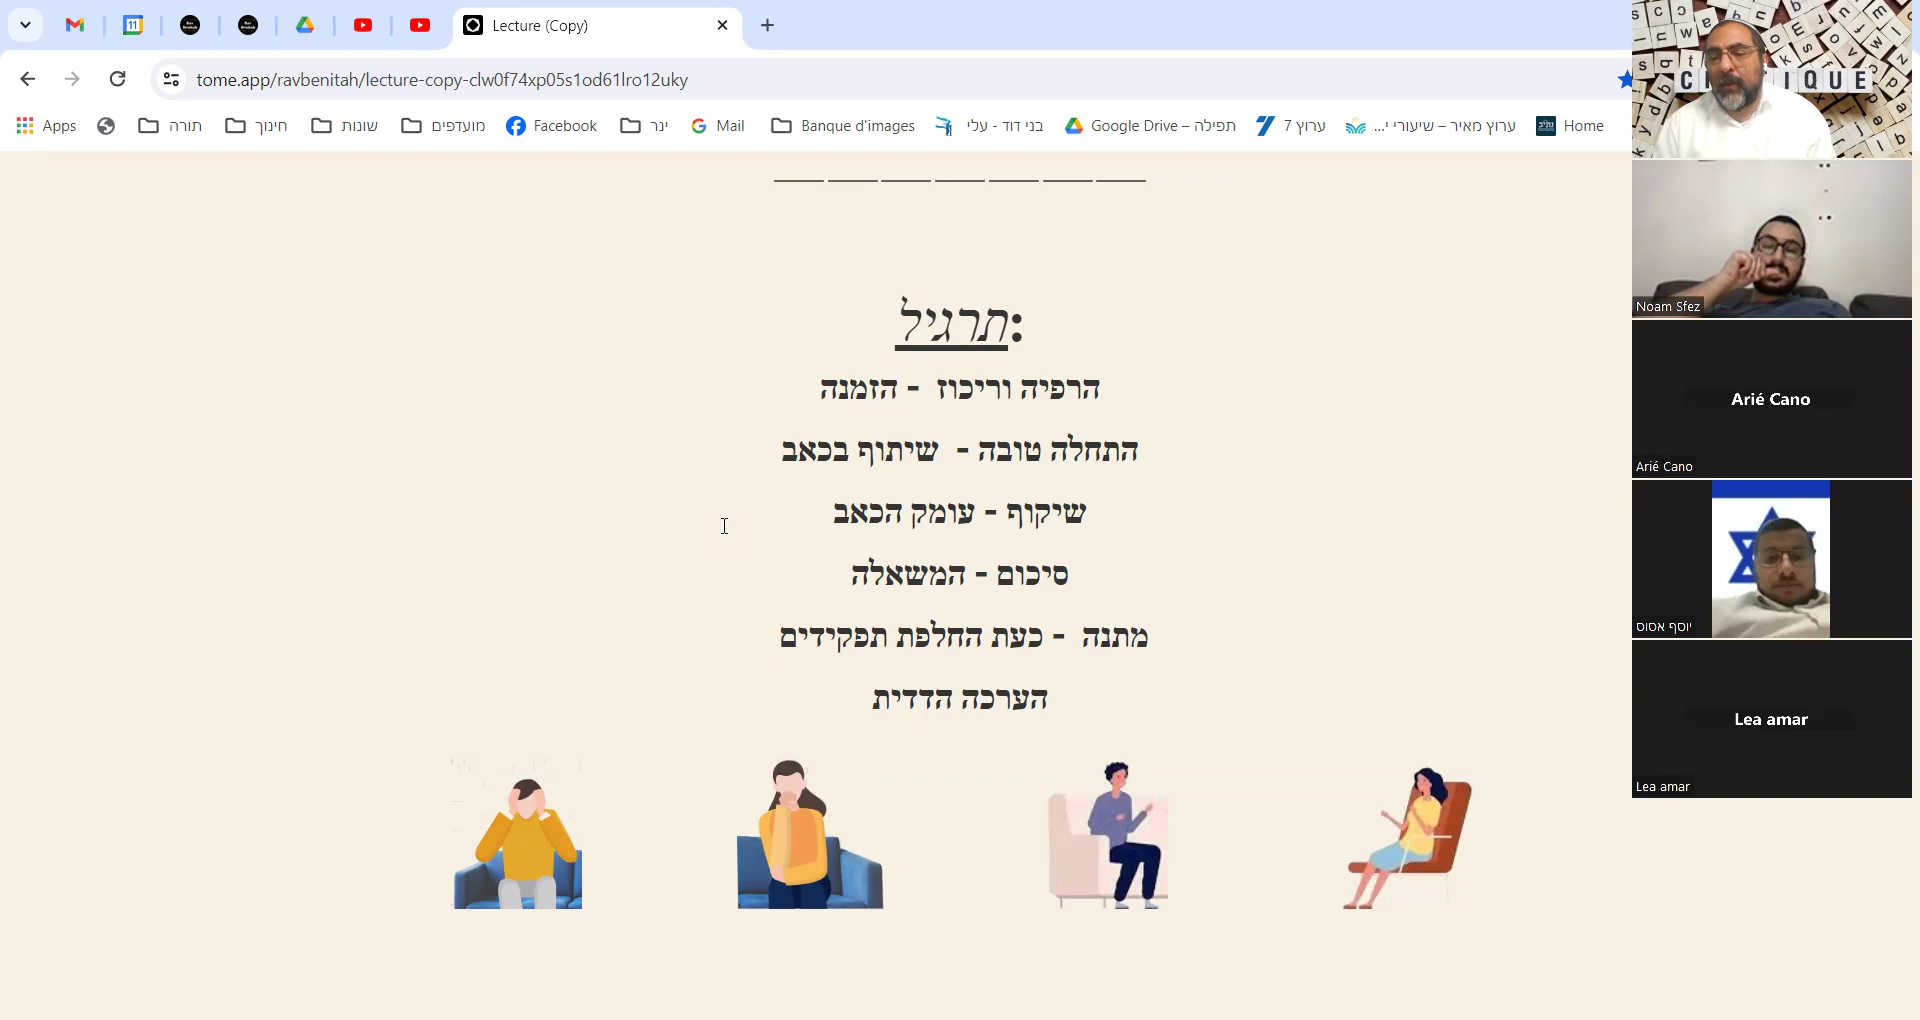 Lecture (Copy)
tome.app/ravbenitah/lecture-copy-clw0f74xp05s1od61lro12uky
Apps
תורה
חינוך
שונות
מועדפים
Facebook
ינר
Mail
Banque d'images
בני דוד - עלי
Google Drive – תפילה
ערוץ 7
ערוץ מאיר – שיעורי י...
Home
תרגיל:
הרפיה וריכוז - הזמנה
התחלה טובה - שיתוף בכאב
שיקוף - עומק הכאב
סיכום - המשאלה
מתנה - כעת החלפת תפקידים
הערכה הדדית
Noam Sfez
Arié Cano
Arié Cano
יוסף אסוס
Lea amar
Lea amar